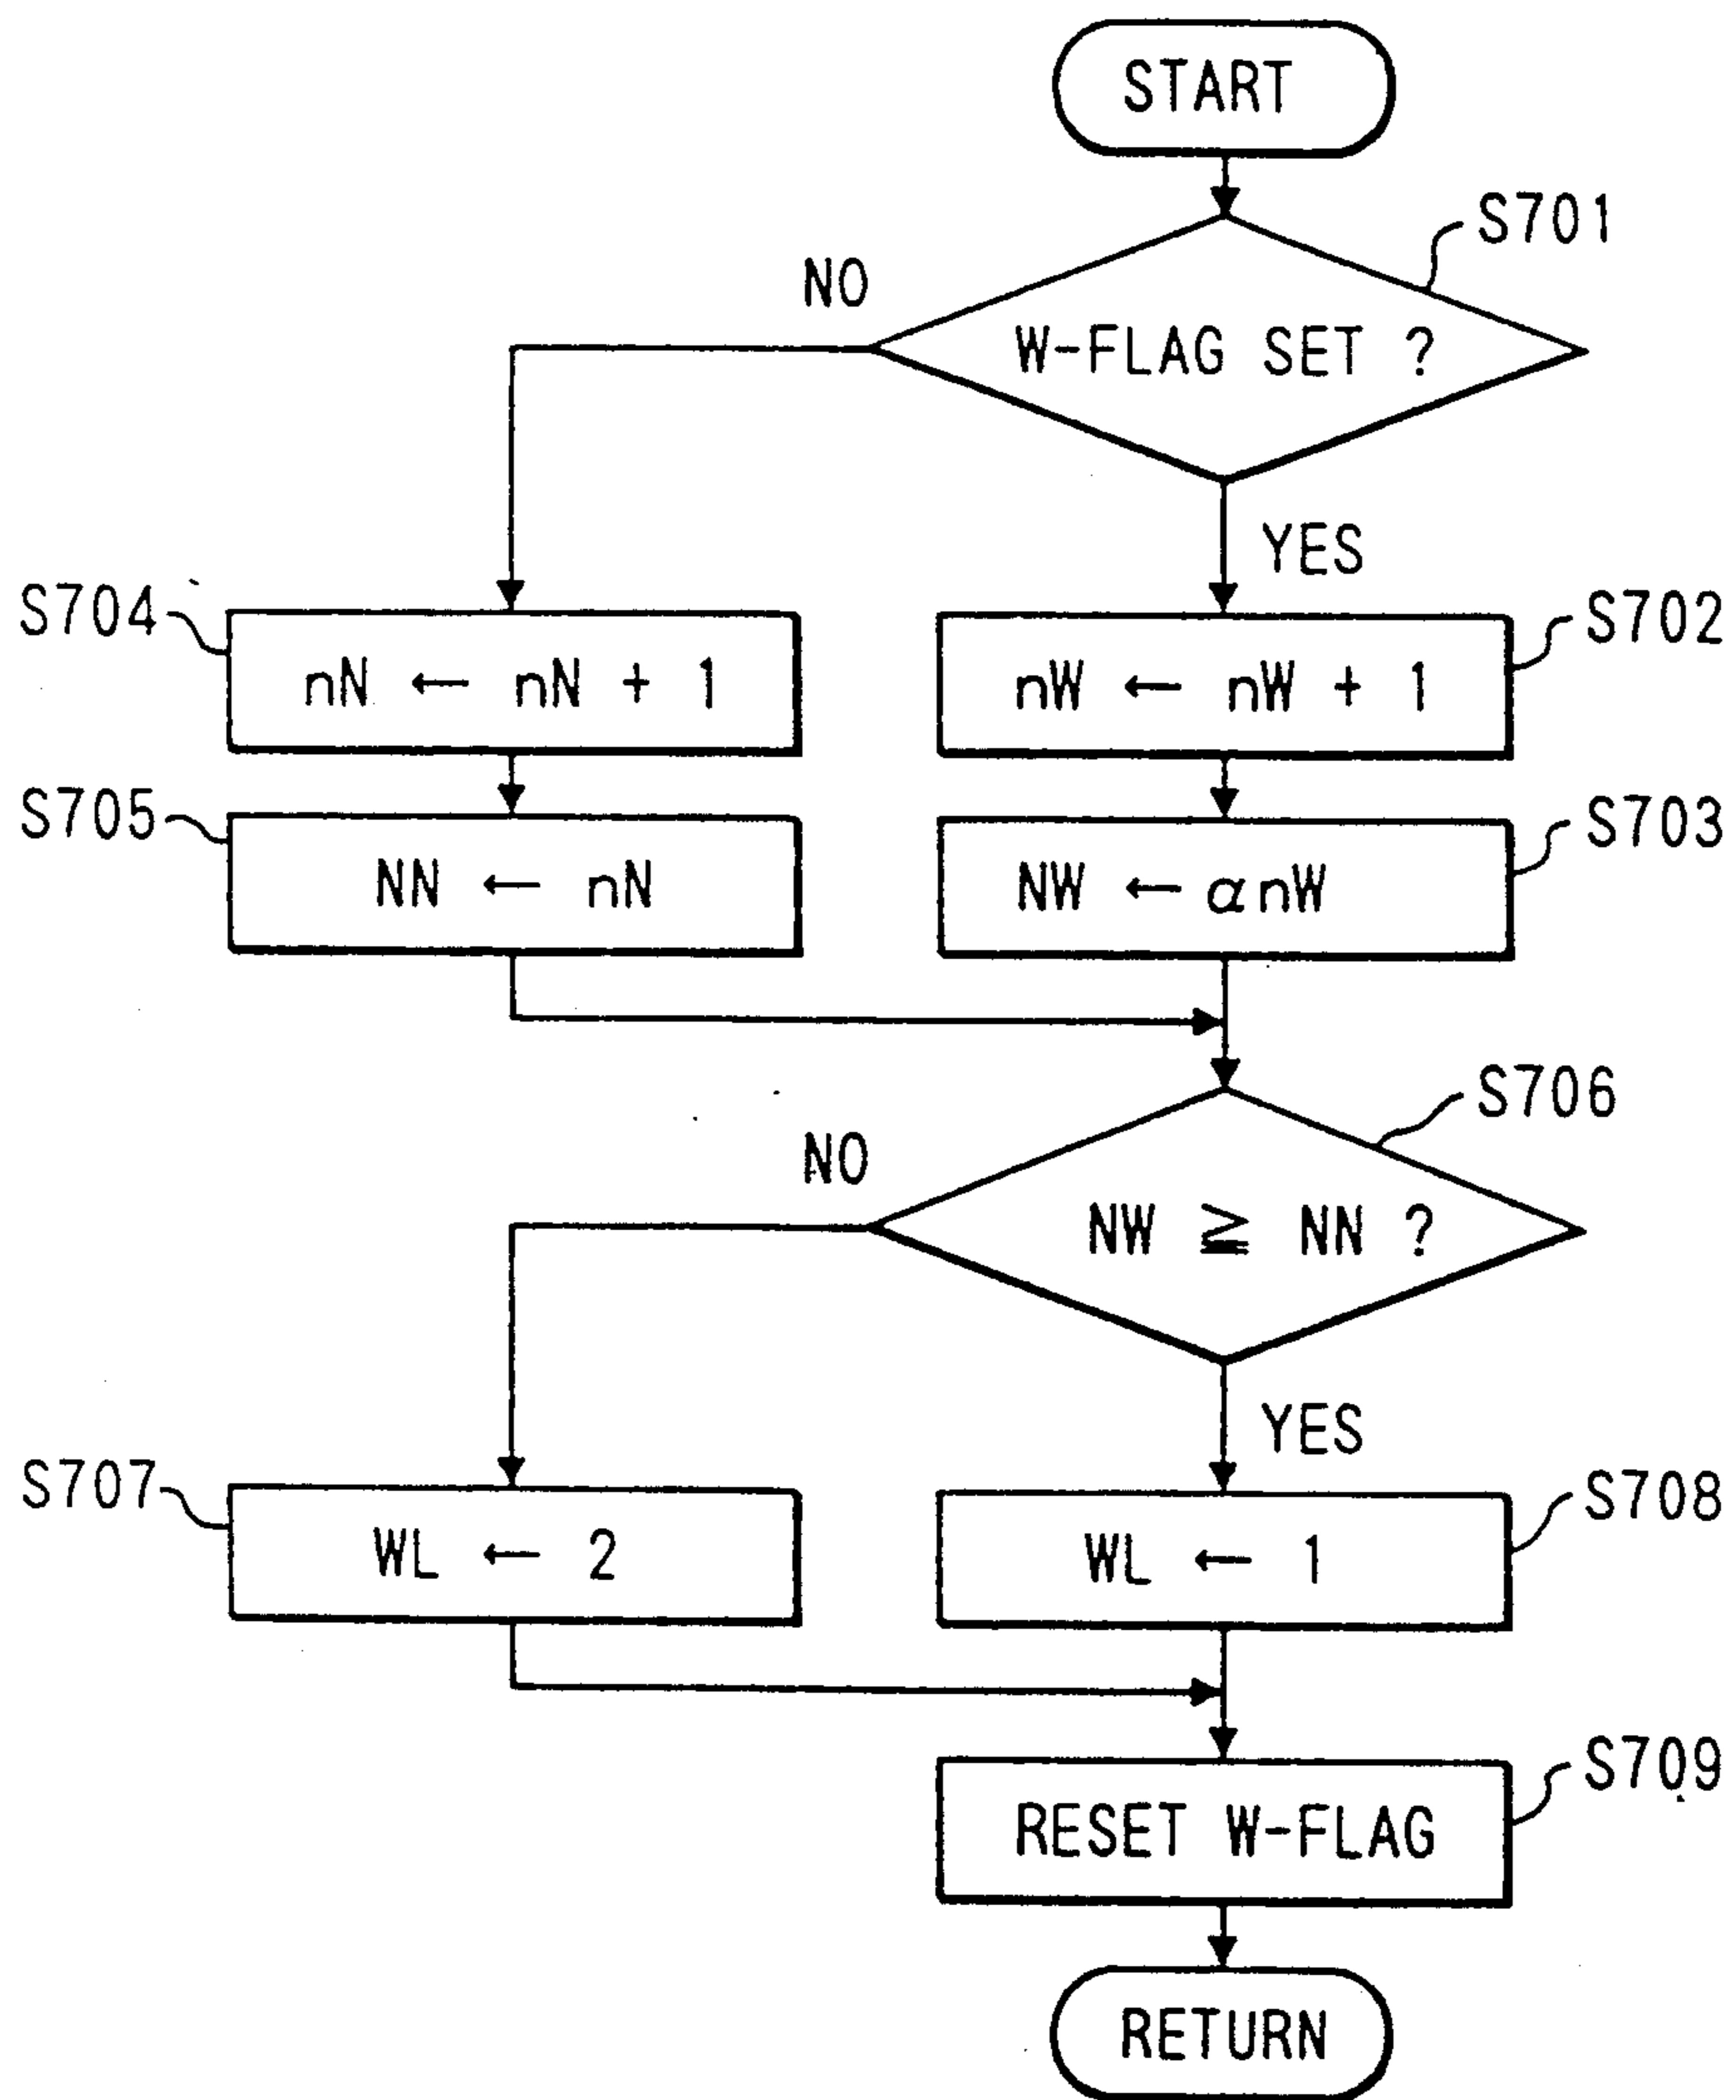 START
S701
NO
W-FLAG SET ?
YES
S704
S702
nN ← nN + 1
nW ← nW + 1
S705
S703
NN ← nN
NW ← αnW
S706
NO
NW ≧ NN ?
YES
S707
S708
WL ← 2
WL ← 1
S709
RESET W-FLAG
RETURN